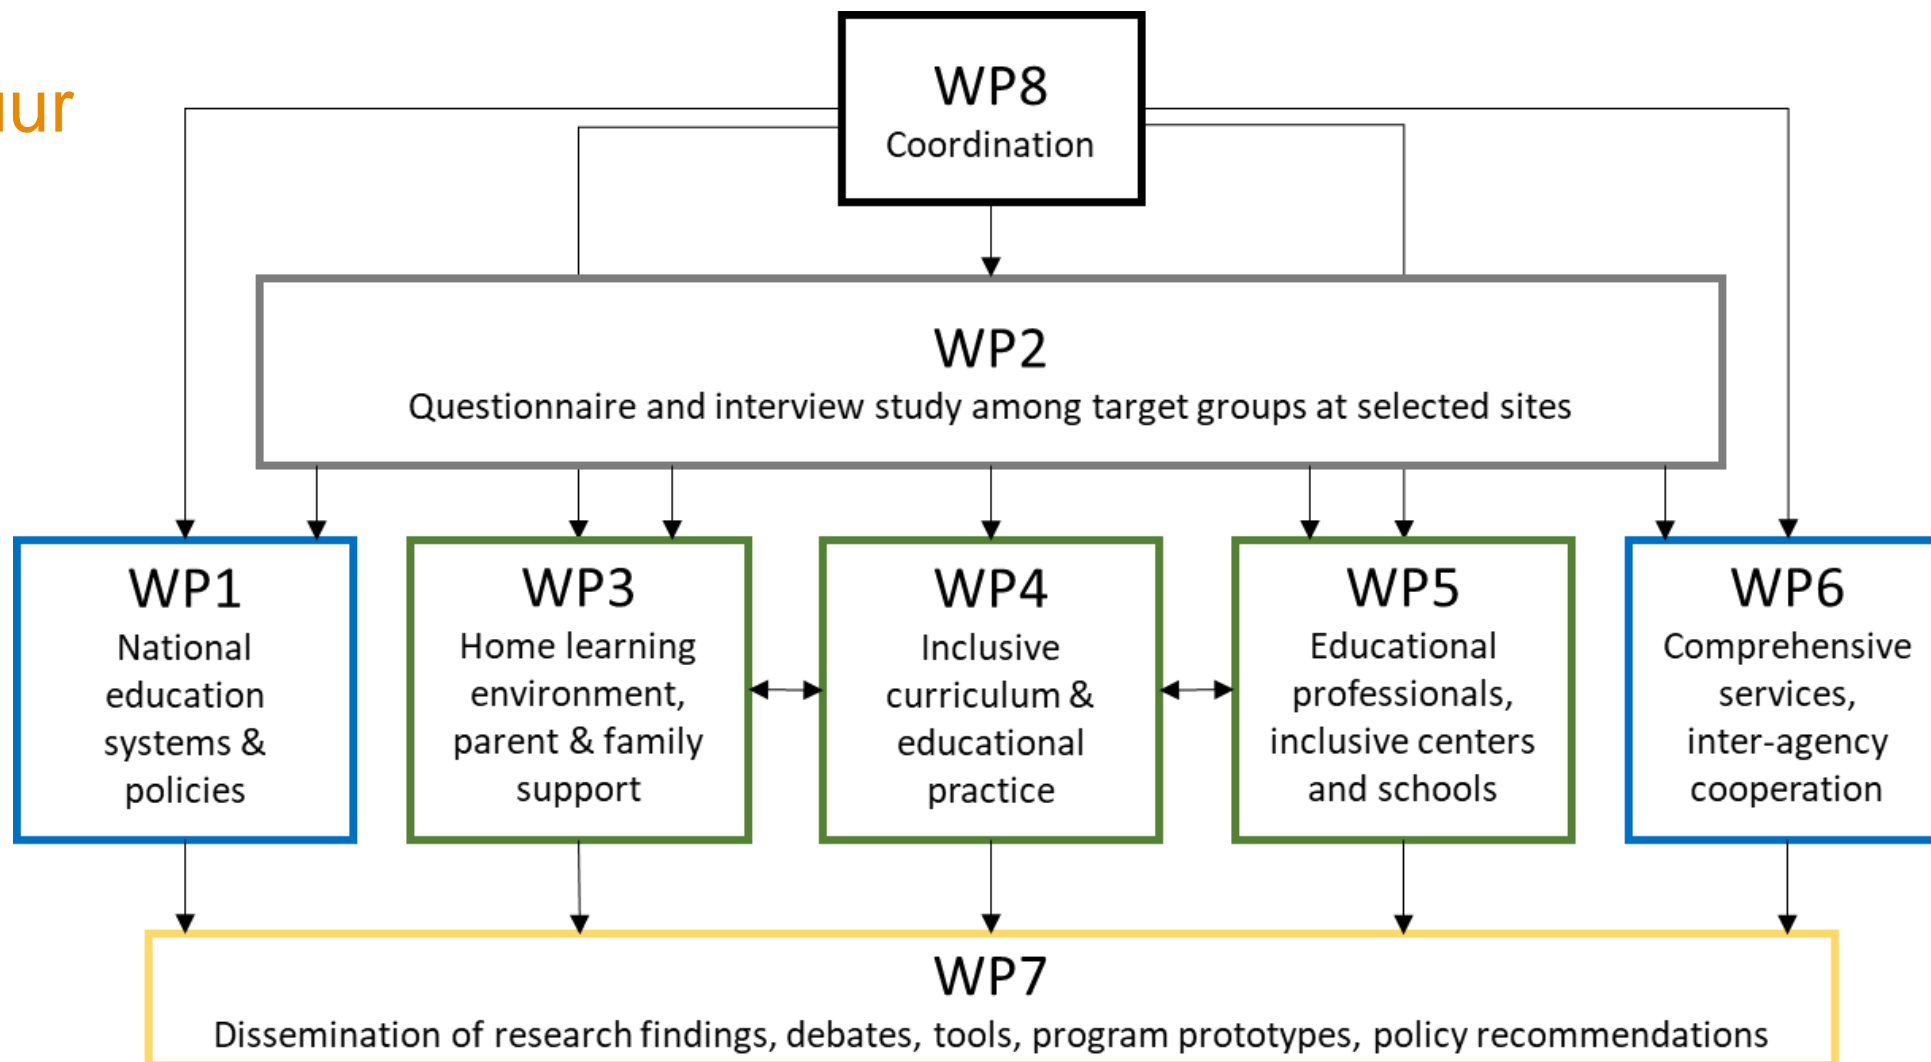 uur
WP8
Coordination
WP2
Questionnaire and interview study among target groups at selected sites
WP1
National
education
systems &
policies
WP3
Home learning
environment,
parent & family
support
WP4
Inclusive
curriculum &
educational
practice
WP5
Educational
professionals,
inclusive centers
and schools
WP6
Comprehensive
services,
inter-agency
cooperation
WP7
Dissemination of research findings, debates, tools, program prototypes, policy recommendations